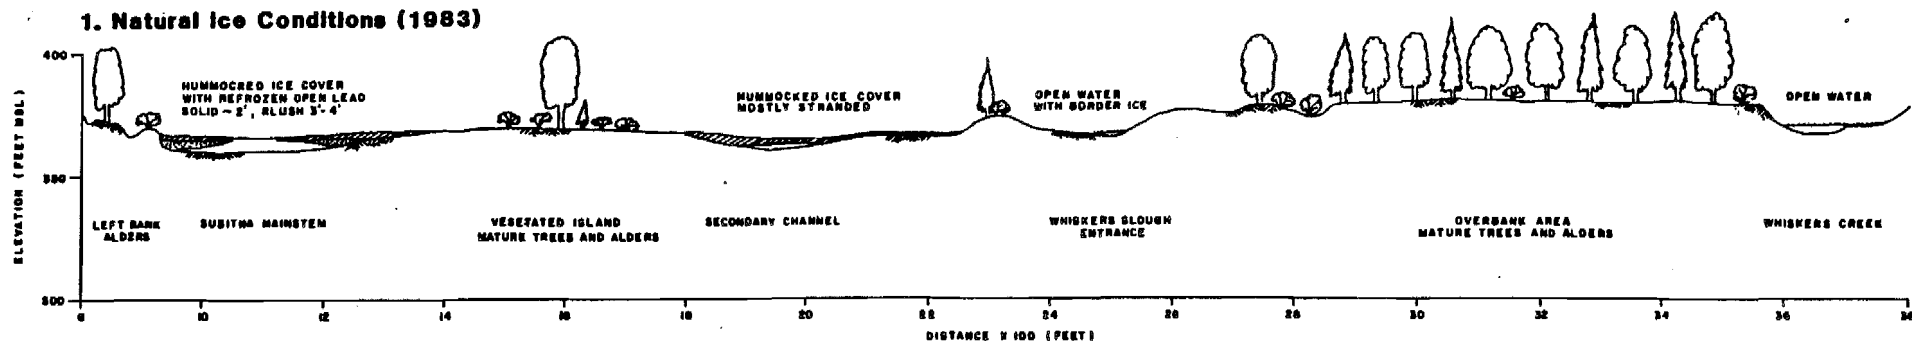 1. Natural Ice Conditions (1983)
400
HUMMOCKED ICE COVER
WITH REFROZEN OPEN LEAD
SOLID ~ 2', SLUSH 3'- 4'
HUMMOCKED ICE COVER
MOSTLY STRANDED
OPEN WATER
WITH BORDER ICE
OPEN WATER
ELEVATION (FEET MSL)
350
LEFT BANK
ALDERS
SUSITNA MAINSTEM
VEGETATED ISLAND
MATURE TREES AND ALDERS
SECONDARY CHANNEL
WHISKERS SLOUGH
ENTRANCE
OVERBANK AREA
MATURE TREES AND ALDERS
WHISKERS CREEK
300
8 10 12 14 16 18 20 22 24 26 28 30 32 34 36 38
DISTANCE X 100 (FEET)